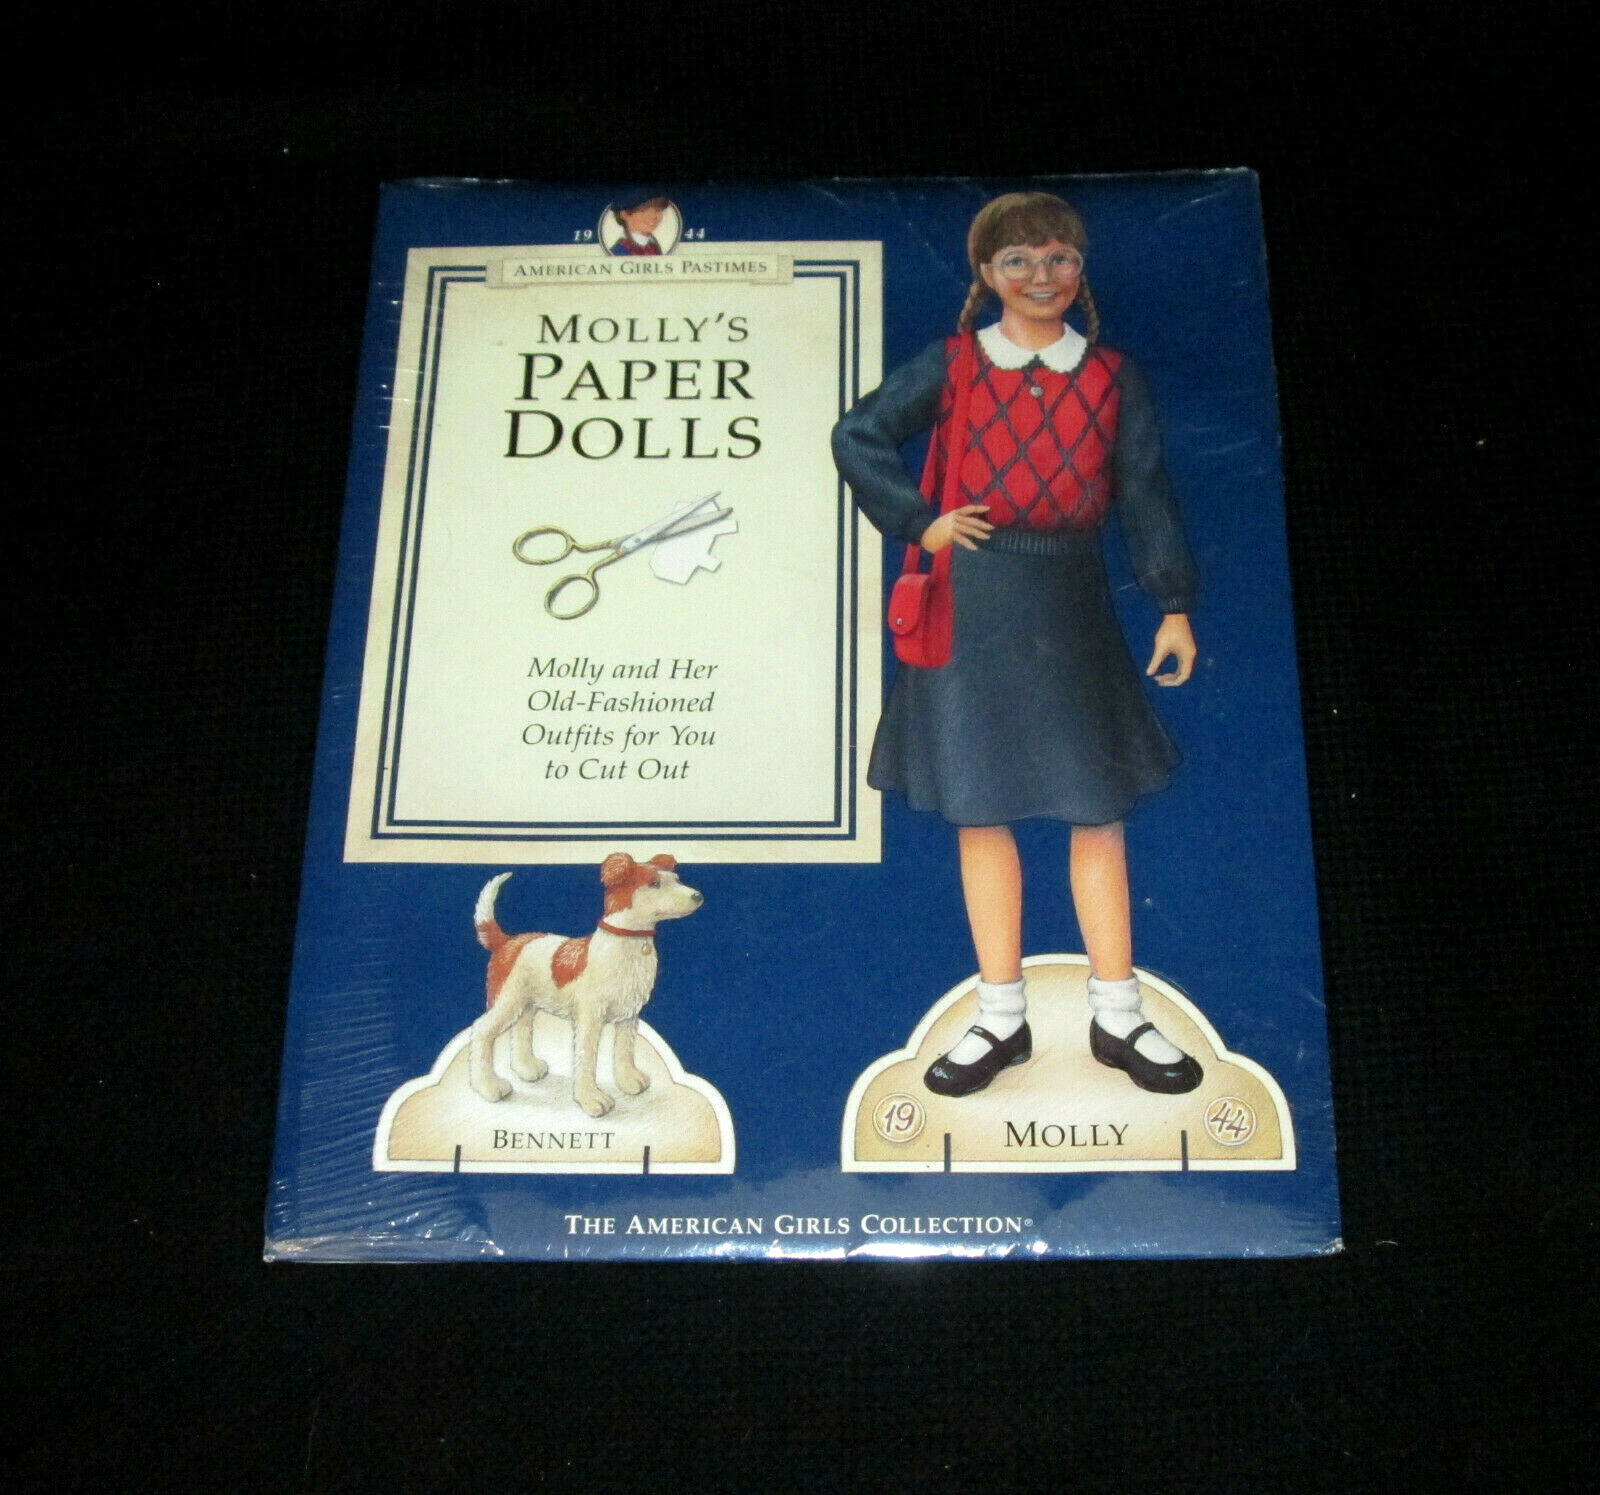 19 44
AMERICAN GIRLS PASTIMES
MOLLY'S
PAPER
DOLLS
Molly and Her
Old-Fashioned
Outfits for You
to Cut Out
BENNETT
19 MOLLY 44
THE AMERICAN GIRLS COLLECTION®